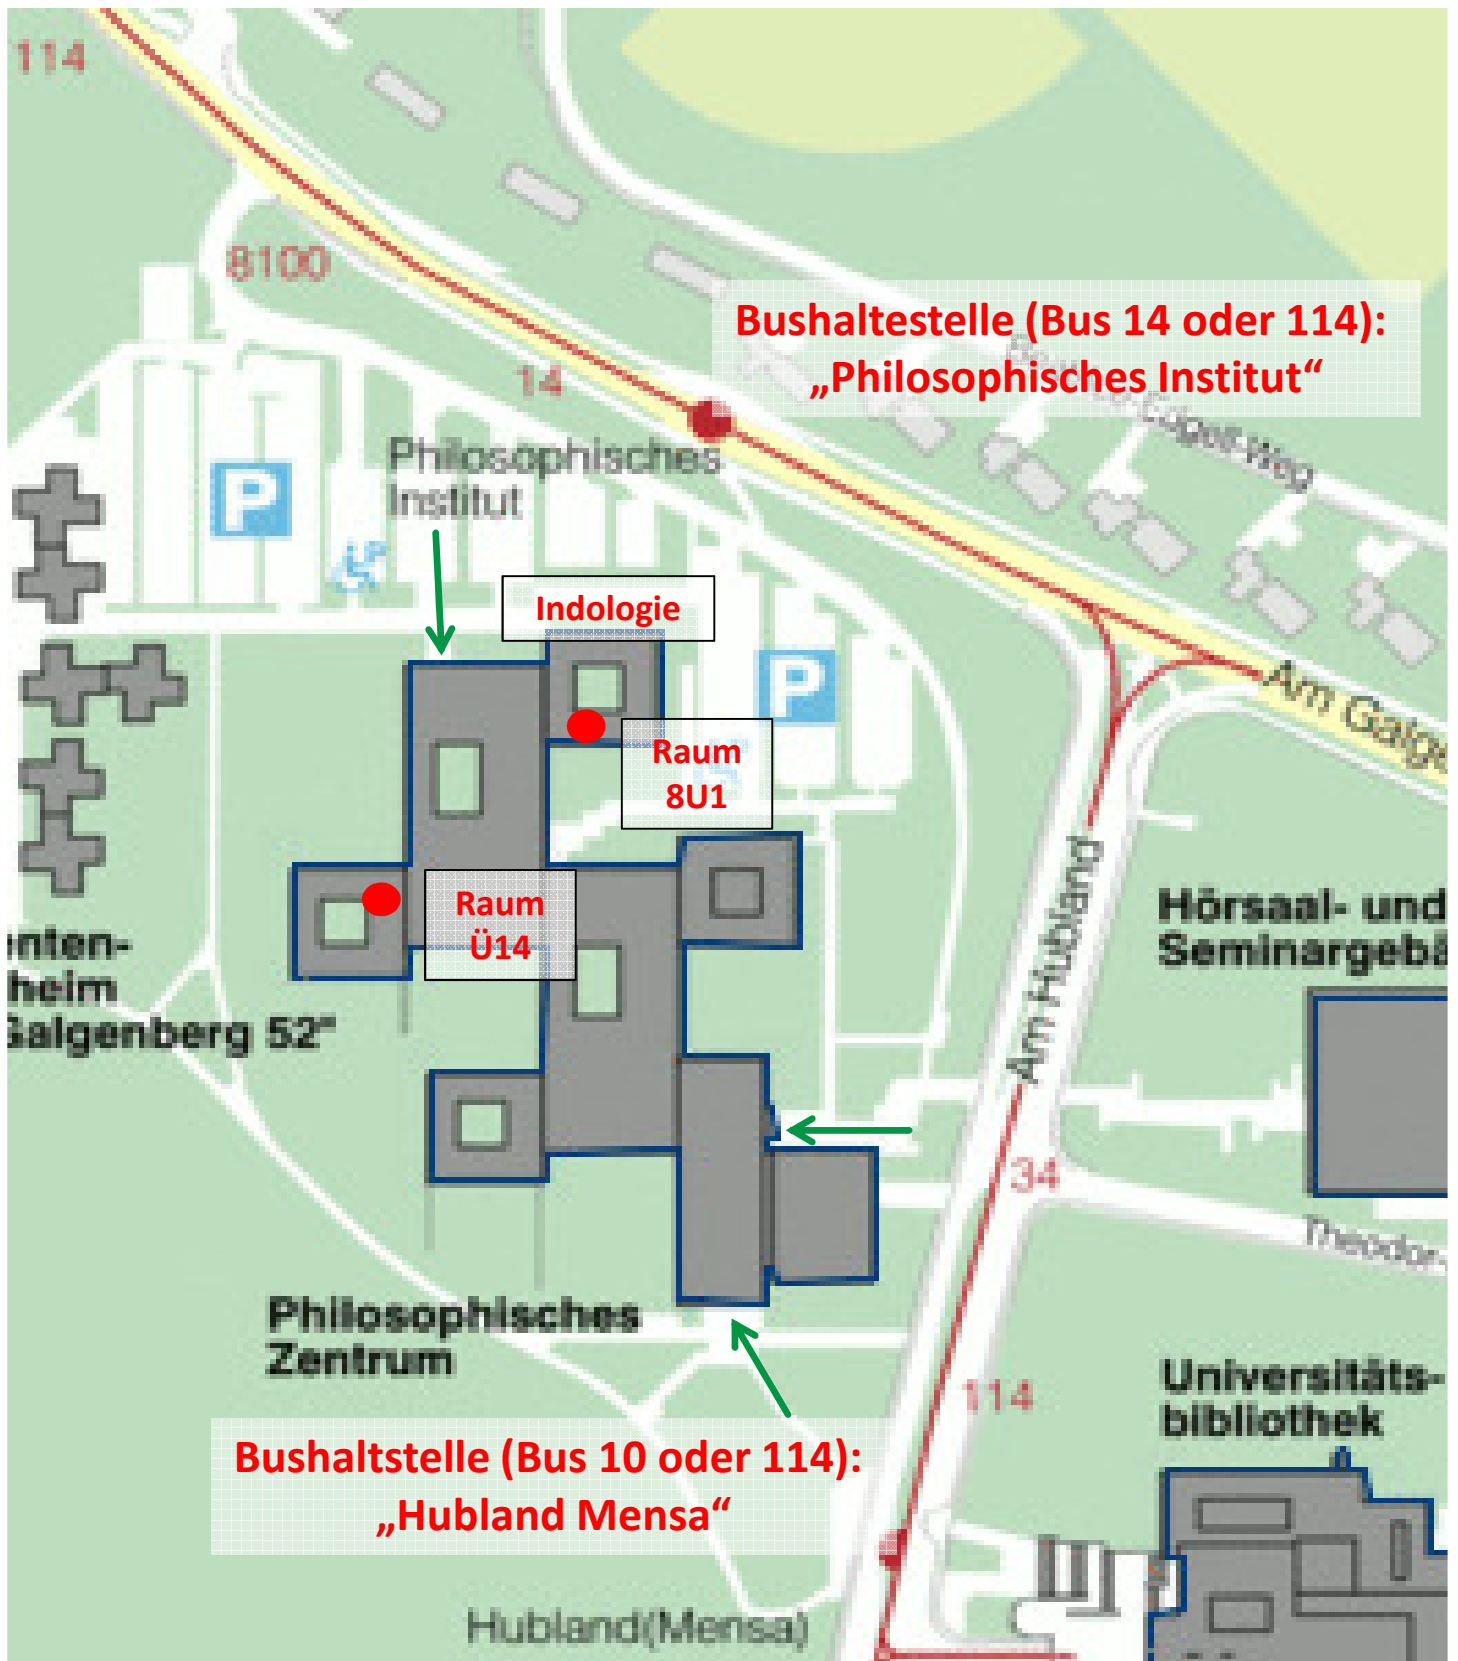 114
8100
Bushaltestelle (Bus 14 oder 114):
„Philosophisches Institut“
14
Philosophisches
Institut
P
Indologie
P
Raum
8U1
Am Galge
Raum
Ü14
Am Hubland
Hörsaal- und
Seminargebä
enten-
heim
Galgenberg 52"
34
Theodor-
Philosophisches
Zentrum
114
Universitäts-
bibliothek
Bushaltstelle (Bus 10 oder 114):
„Hubland Mensa“
Hubland(Mensa)